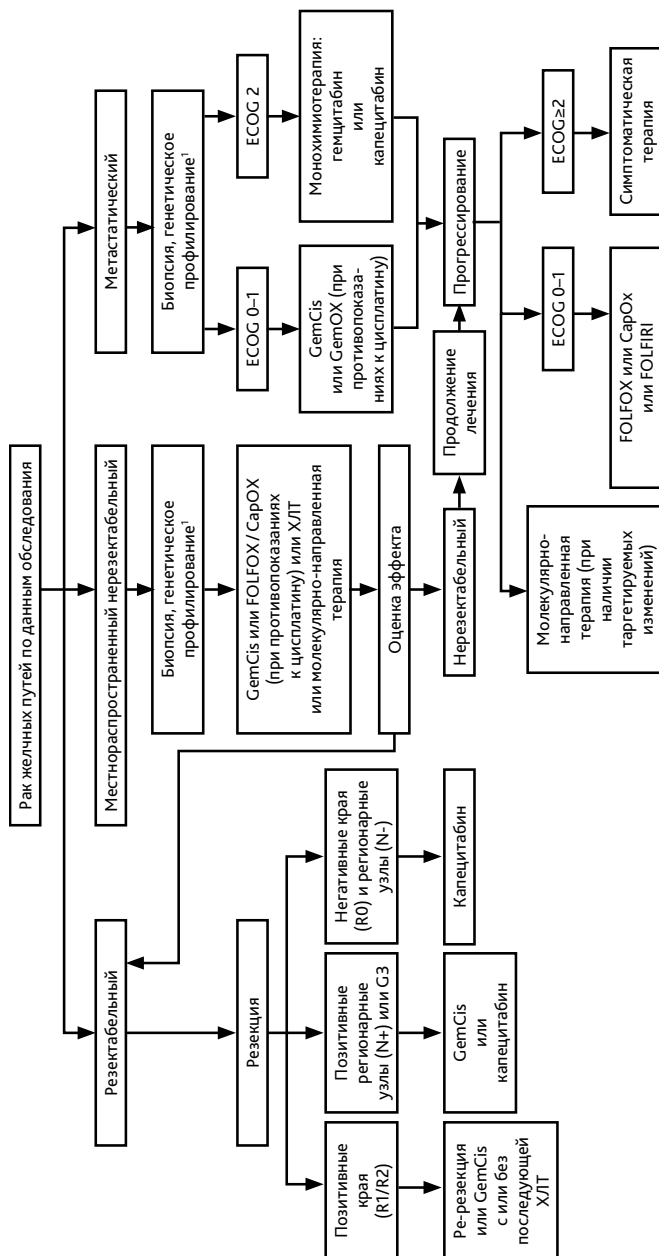 Рак желчных путей по данным обследования
Резектабельный
Местнораспространенный нерезектабельный
Метастатический
Резекция
Биопсия, генетическое
профилирование¹
Биопсия, генетическое
профилирование¹
Позитивные
края
(R1/R2)
Позитивные
регионарные
узлы (N+) или G3
Негативные края
(R0) и регионарные
узлы (N-)
GemCis или FOLFOX / CapOX
(при противопоказаниях
к цисплатину) или ХЛТ
или молекулярно-направленная
терапия
ECOG 0–1
ECOG 2
Ре-резекция
или GemCis
с или без
последующей
ХЛТ
GemCis
или
капецитабин
Капецитабин
Оценка эффекта
GemCis
или GemOX (при
противопоказа-
ниях к цисплатину)
Монохимиотерапия:
гемцитабин
или
капецитабин
Нерезектабельный
Продолжение
лечения
Прогрессирование
Молекулярно-
направленная
терапия (при
наличии
таргетируемых
изменений)
ECOG 0–1
ECOG≥2
FOLFOX или CapOx
или FOLFIRI
Симптоматическая
терапия